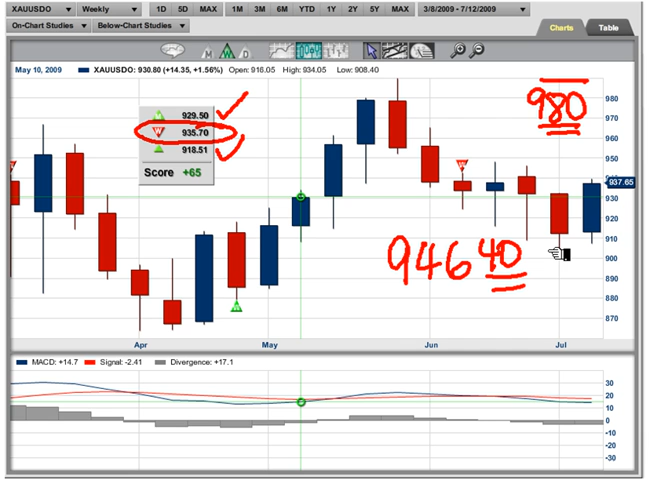 XAUUSDO Weekly 1D 5D MAX 1M 3M 6M YTD 1Y 2Y 5Y MAX 3/8/2009 - 7/12/2009
On-Chart Studies Below-Chart Studies Charts Table
M W D
May 10, 2009 XAUUSDO: 930.80 (+14.35, +1.56%) Open: 916.05 High: 934.05 Low: 908.40
M 929.50
W 935.70
918.51
Score +65
980
980
970
960
950
940
937.65
930
920
910
900
890
880
870
946 40
W
W
W
Apr May Jun Jul
MACD: +14.7 Signal: -2.41 Divergence: +17.1
30
20
10
0
-10
-20
-30